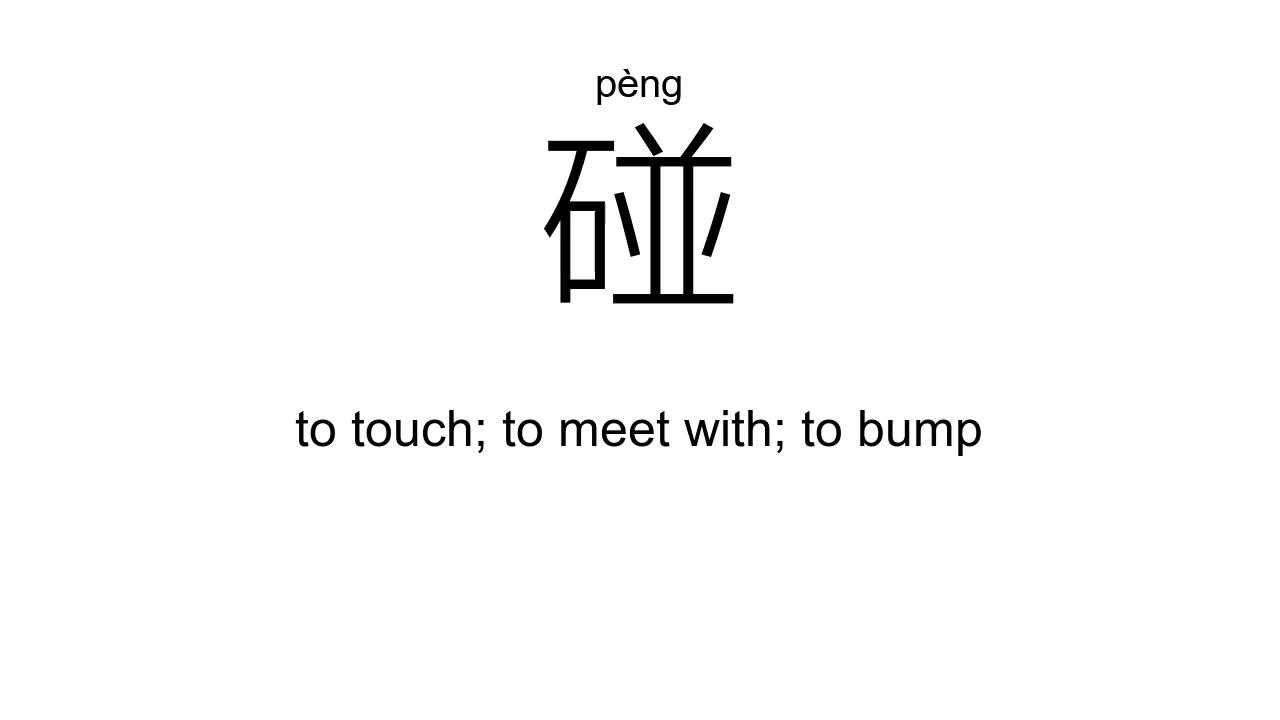 pèng
碰
to touch; to meet with; to bump